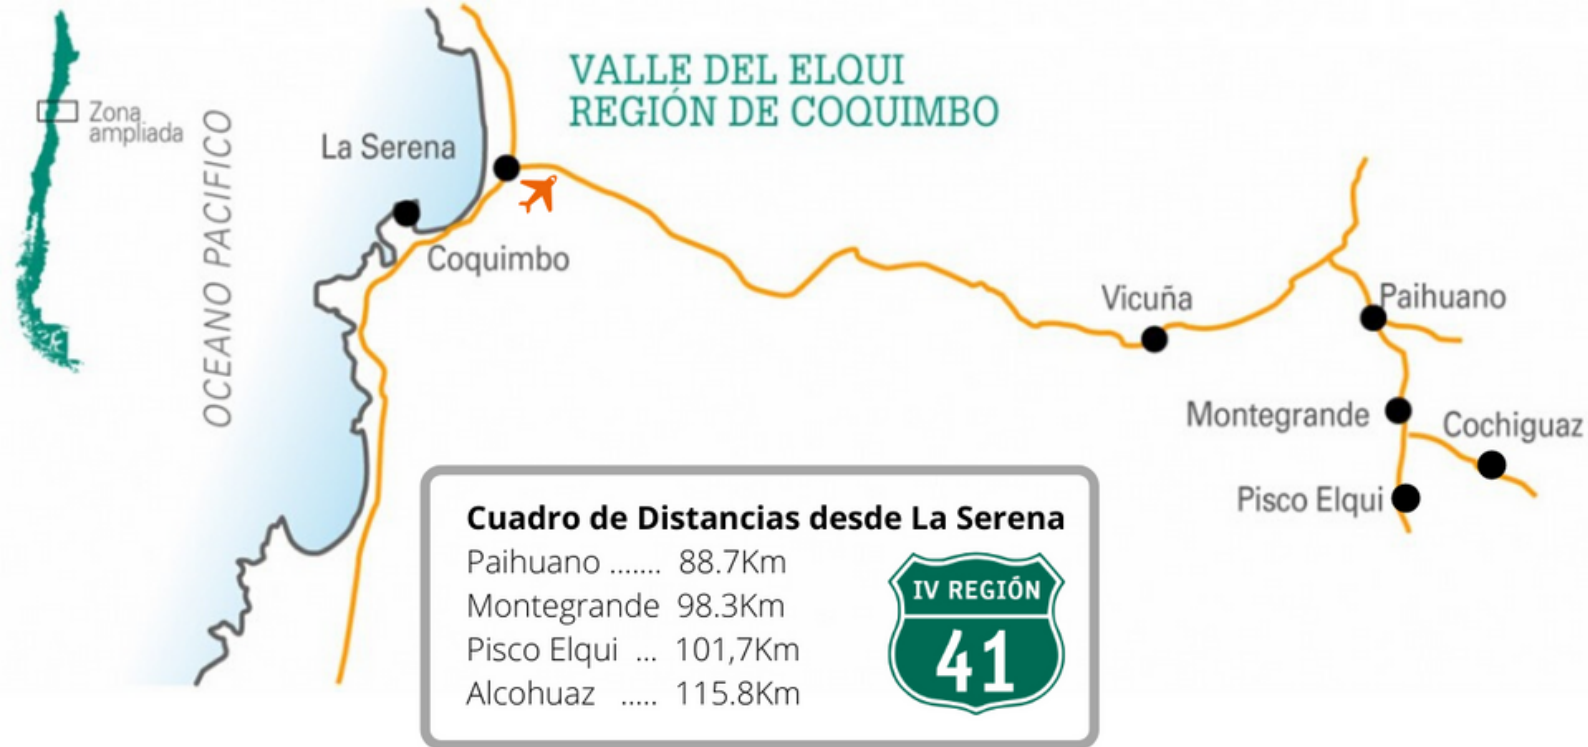 VALLE DEL ELQUI
REGIÓN DE COQUIMBO
Zona
ampliada
OCEANO PACIFICO
La Serena
Coquimbo
Vicuña
Paihuano
Montegrande
Cochiguaz
Pisco Elqui
Cuadro de Distancias desde La Serena
Paihuano ....... 88.7Km
Montegrande 98.3Km
Pisco Elqui ... 101,7Km
Alcohuaz ..... 115.8Km
IV REGIÓN
41